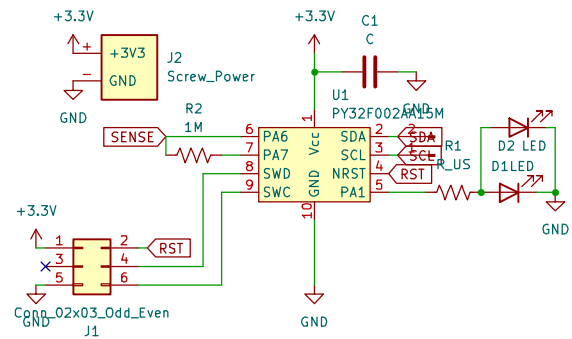 +3.3V
+
+3V3
J2
−
GND
Screw_Power
GND
+3.3V
C1
C
GND
U1
PY32F002AA15M
R2
1M
SENSE
6
PA6
7
PA7
8
SWD
9
SWC
1
Vcc
GND
10
SDA
2
SDA
SCL
3
SCL
NRST
4
RST
PA1
5
R1
R_US
D2 LED
D1LED
GND
GND
+3.3V
1
2
RST
3
4
5
6
Conn_02x03_Odd_Even
GND
J1